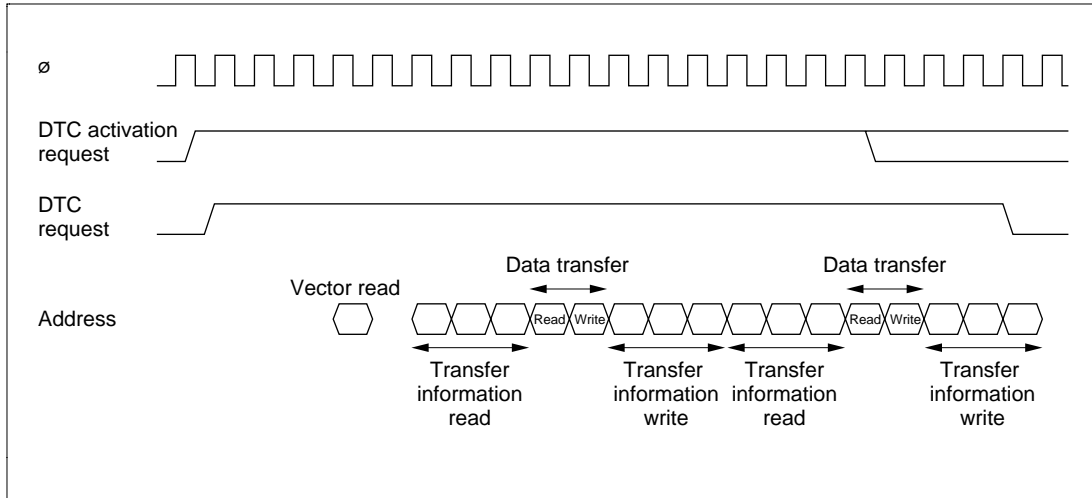 ø
DTC activation
request
DTC
request
Data transfer
Data transfer
Vector read
Address
Read
Write
Read
Write
Transfer
information
read
Transfer
information
write
Transfer
information
read
Transfer
information
write